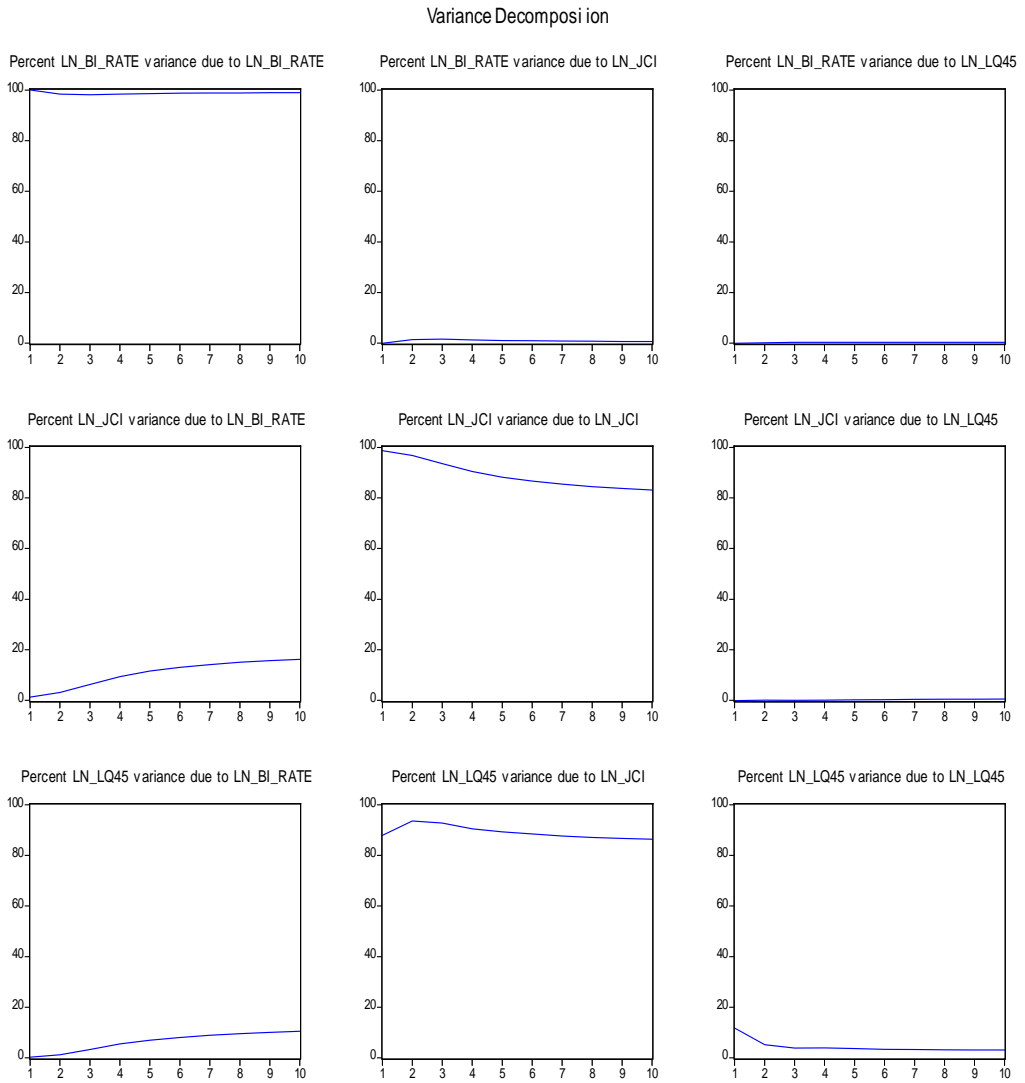 Variance Decomposi ion
Percent LN_BI_RATE variance due to LN_BI_RATE
100
80
60
40
20
0
1 2 3 4 5 6 7 8 9 10
Percent LN_BI_RATE variance due to LN_JCI
100
80
60
40
20
0
1 2 3 4 5 6 7 8 9 10
Percent LN_BI_RATE variance due to LN_LQ45
100
80
60
40
20
0
1 2 3 4 5 6 7 8 9 10
Percent LN_JCI variance due to LN_BI_RATE
100
80
60
40
20
0
1 2 3 4 5 6 7 8 9 10
Percent LN_JCI variance due to LN_JCI
100
80
60
40
20
0
1 2 3 4 5 6 7 8 9 10
Percent LN_JCI variance due to LN_LQ45
100
80
60
40
20
0
1 2 3 4 5 6 7 8 9 10
Percent LN_LQ45 variance due to LN_BI_RATE
100
80
60
40
20
0
1 2 3 4 5 6 7 8 9 10
Percent LN_LQ45 variance due to LN_JCI
100
80
60
40
20
0
1 2 3 4 5 6 7 8 9 10
Percent LN_LQ45 variance due to LN_LQ45
100
80
60
40
20
0
1 2 3 4 5 6 7 8 9 10